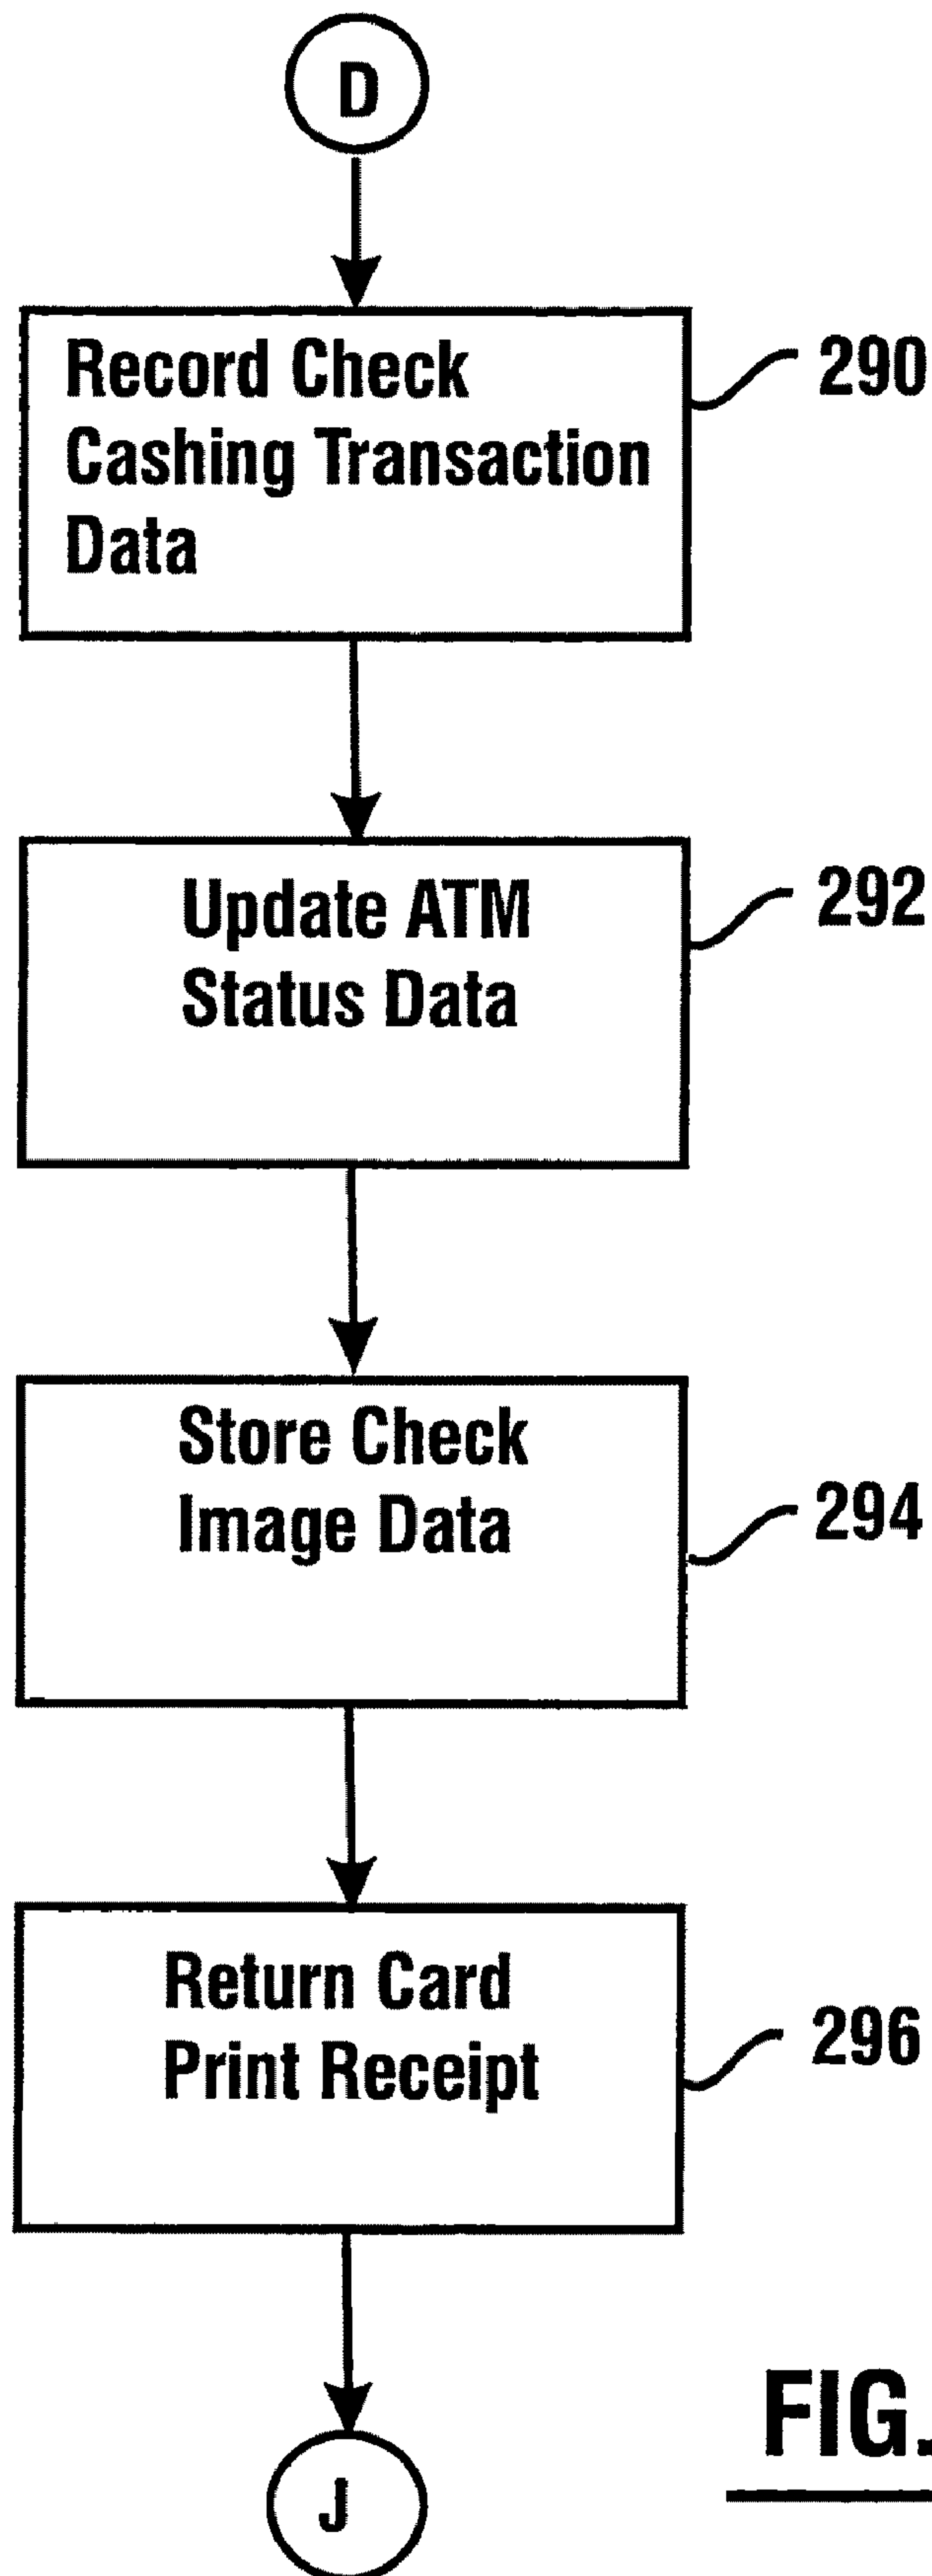 D
Record Check
Cashing Transaction
Data
290
Update ATM
Status Data
292
Store Check
Image Data
294
Return Card
Print Receipt
296
J
FIG.